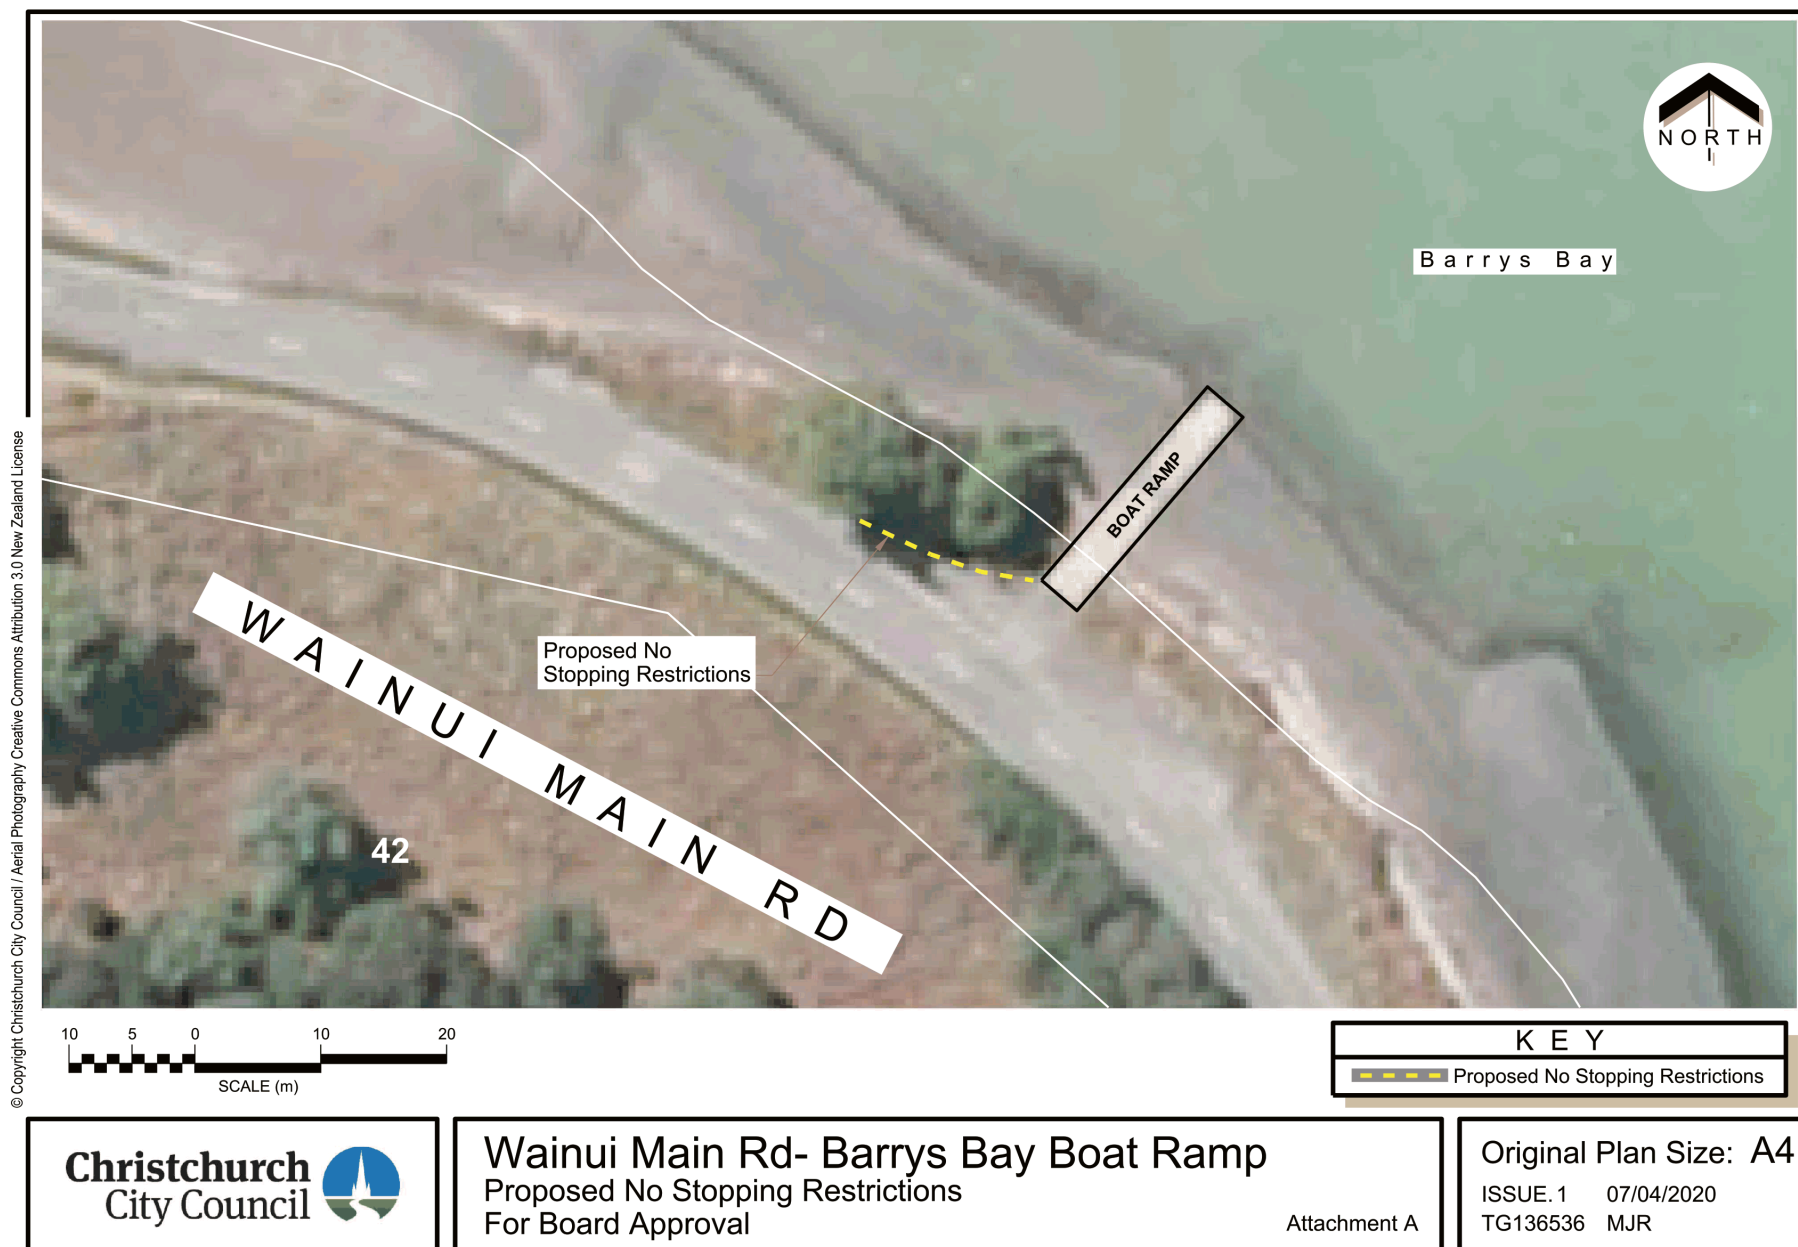 NORTH
Barrys Bay
BOAT RAMP
Proposed No
Stopping Restrictions
WAINUI MAIN RD
42
© Copyright Christchurch City Council / Aerial Photography Creative Commons Attribution 3.0 New Zealand License
10 5 0 10 20
SCALE (m)
KEY
Proposed No Stopping Restrictions
Christchurch
City Council
Wainui Main Rd- Barrys Bay Boat Ramp
Proposed No Stopping Restrictions
For Board Approval
Attachment A
Original Plan Size: A4
ISSUE.1 07/04/2020
TG136536 MJR